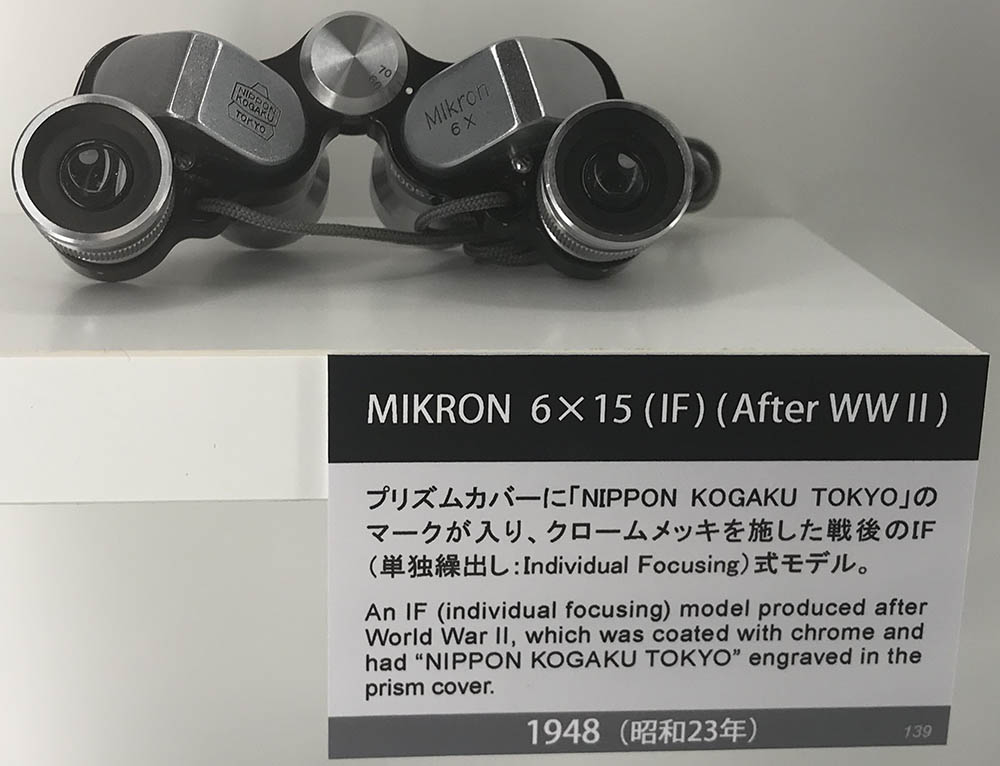 70
60
NIPPON
KOGAKU
TOKYO
Mikron
6×
MIKRON 6×15 (IF) (After WW II)
プリズムカバーに「NIPPON KOGAKU TOKYO」の
マークが入り、クロームメッキを施した戦後のIF
（単独繰出し：Individual Focusing）式モデル。
An IF (individual focusing) model produced after
World War II, which was coated with chrome and
had “NIPPON KOGAKU TOKYO” engraved in the
prism cover.
1948（昭和23年）
139